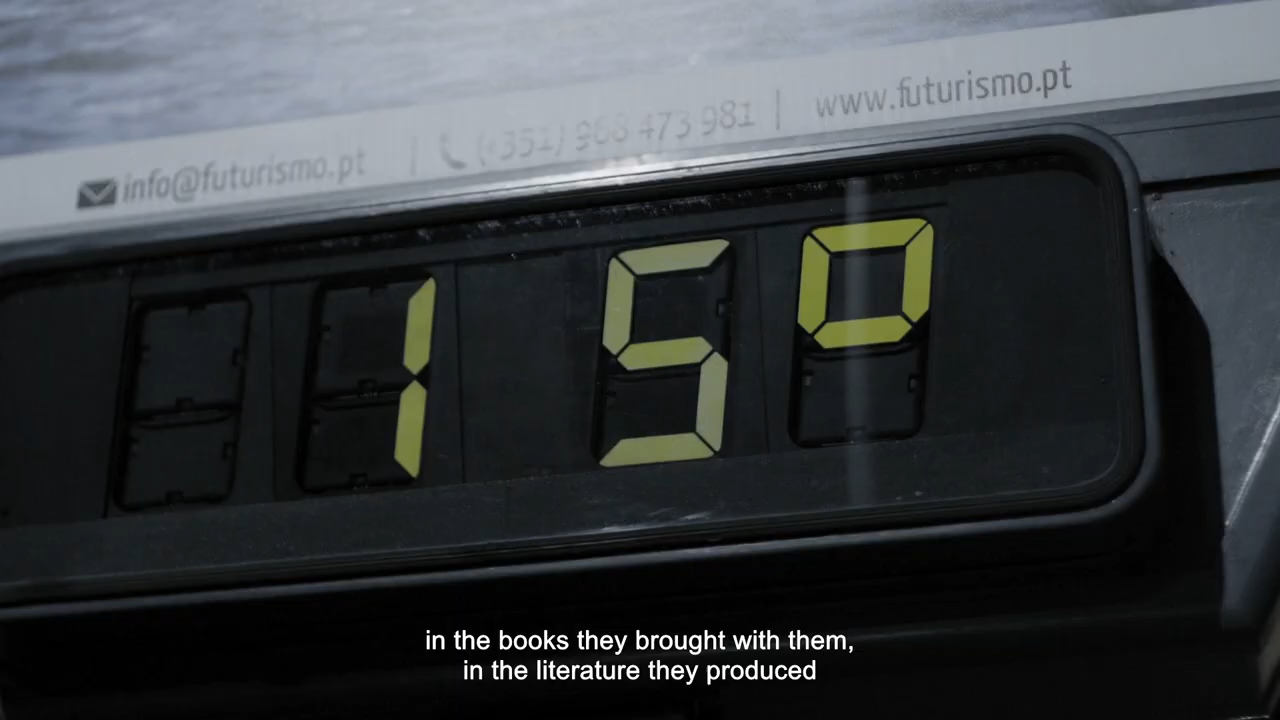 info@futurismo.pt | (+351) 968 473 981 | www.futurismo.pt
15º
in the books they brought with them,
in the literature they produced